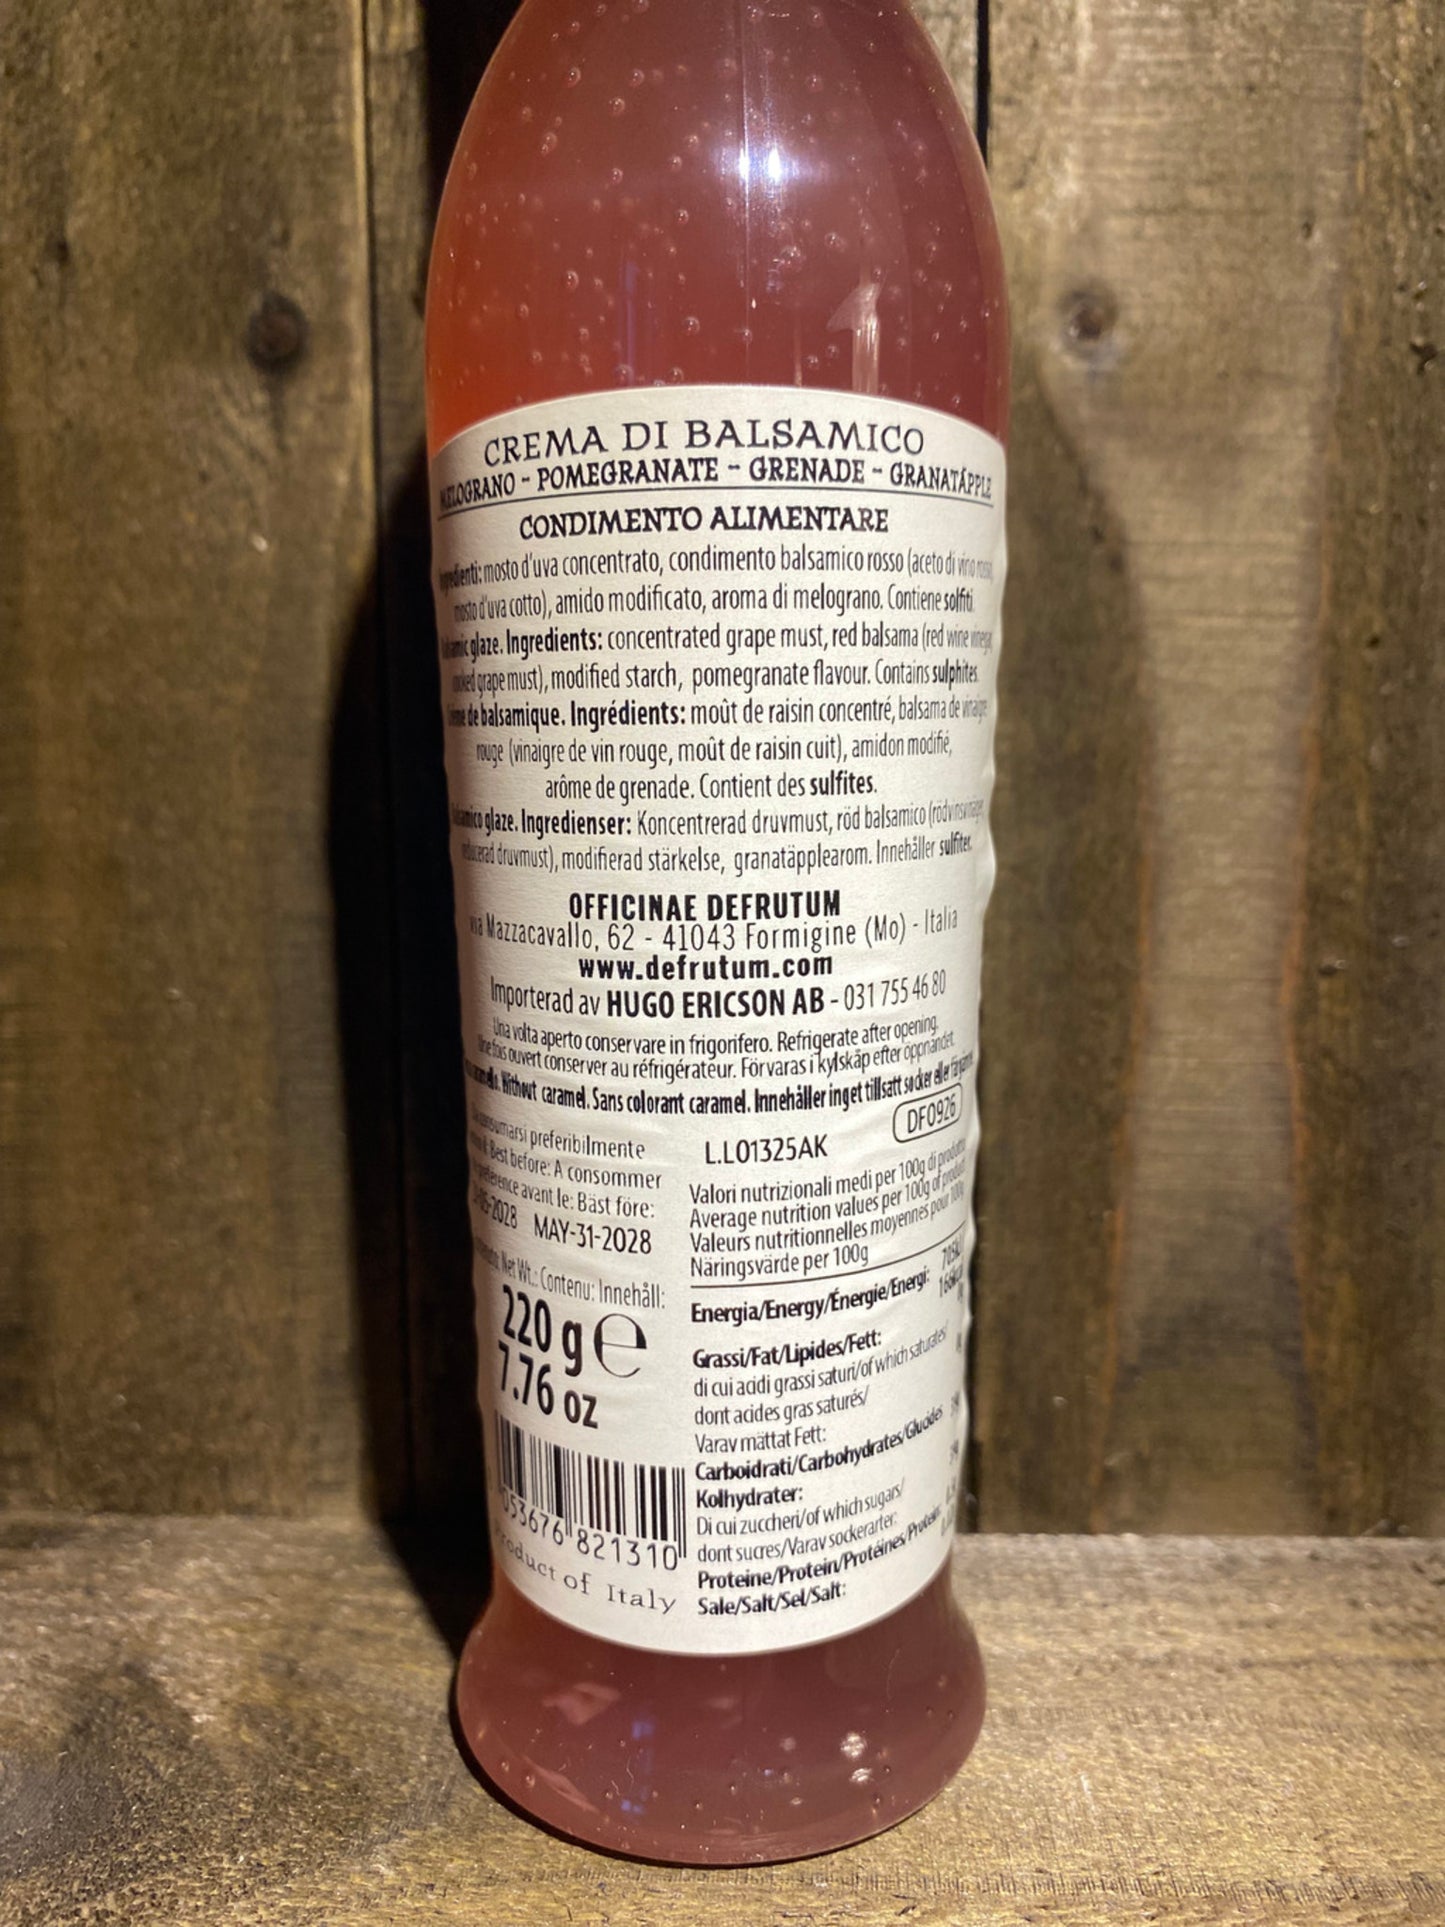 CREMA DI BALSAMICO
MELOGRANO - POMEGRANATE - GRENADE - GRANATÄPPLE
CONDIMENTO ALIMENTARE
Ingredienti: mosto d'uva concentrato, condimento balsamico rosso (aceto di vino rosso,
mosto d'uva cotto), amido modificato, aroma di melograno. Contiene solfiti.
Balsamic glaze. Ingredients: concentrated grape must, red balsama (red wine vinegar,
cooked grape must), modified starch, pomegranate flavour. Contains sulphites.
Crème de balsamique. Ingrédients: moût de raisin concentré, balsama de vinaigre
rouge (vinaigre de vin rouge, moût de raisin cuit), amidon modifié,
arôme de grenade. Contient des sulfites.
Balsamico glaze. Ingredienser: Koncentrerad druvmust, röd balsamico (rödvinsvinäger,
reducerad druvmust), modifierad stärkelse, granatäpplearom. Innehåller sulfiter.
OFFICINAE DEFRUTUM
via Mazzacavallo, 62 - 41043 Formigine (Mo) - Italia
www.defrutum.com
Importerad av HUGO ERICSON AB - 031 755 46 80
Una volta aperto conservare in frigorifero. Refrigerate after opening.
Une fois ouvert conserver au réfrigérateur. Förvaras i kylskåp efter öppnandet.
Without caramel. Sans colorant caramel. Innehåller inget tillsatt socker eller färgämne
DF0926
L.L01325AK
consumarsi preferibilmente
Best before: A consommer
preférence avant le: Bäst före:
-05-2028 MAY-31-2028
Net Wt.: Contenu: Innehåll:
220 g e
7.76 oz
053676 821310
Product of Italy
Valori nutrizionali medi per 100g di prodotto
Average nutrition values per 100g of product
Valeurs nutritionnelles moyennes pour 100g
Näringsvärde per 100g
Energia/Energy/Énergie/Energi: 705kJ
166kcal
Grassi/Fat/Lipides/Fett:
di cui acidi grassi saturi/of which saturates/
dont acides gras saturés/
Varav mättat Fett:
Carboidrati/Carbohydrates/Glucides
Kolhydrater:
Di cui zuccheri/of which sugars/
dont sucres/Varav sockerarter:
Proteine/Protein/Protéines/Protein:
Sale/Salt/Sel/Salt: